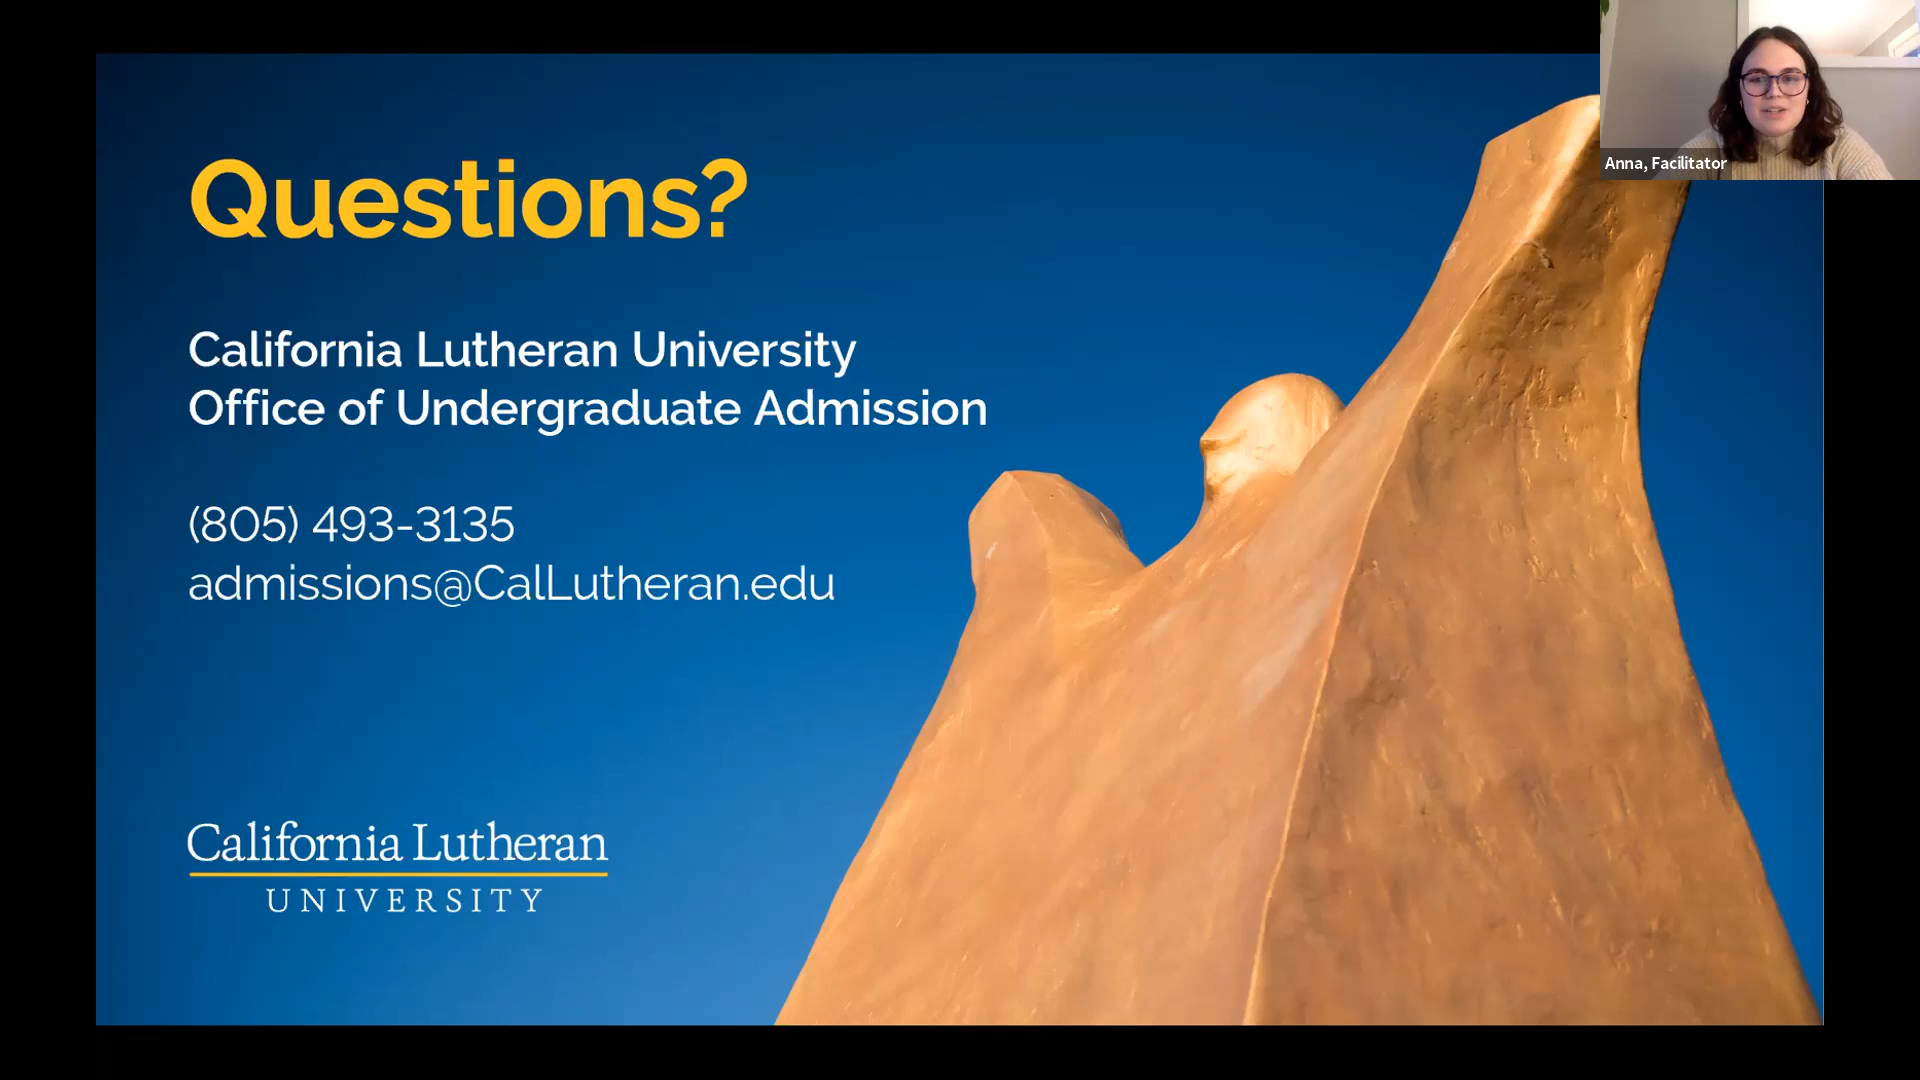 Questions?
California Lutheran University
Office of Undergraduate Admission
(805) 493-3135
admissions@CalLutheran.edu
California Lutheran
UNIVERSITY
Anna, Facilitator